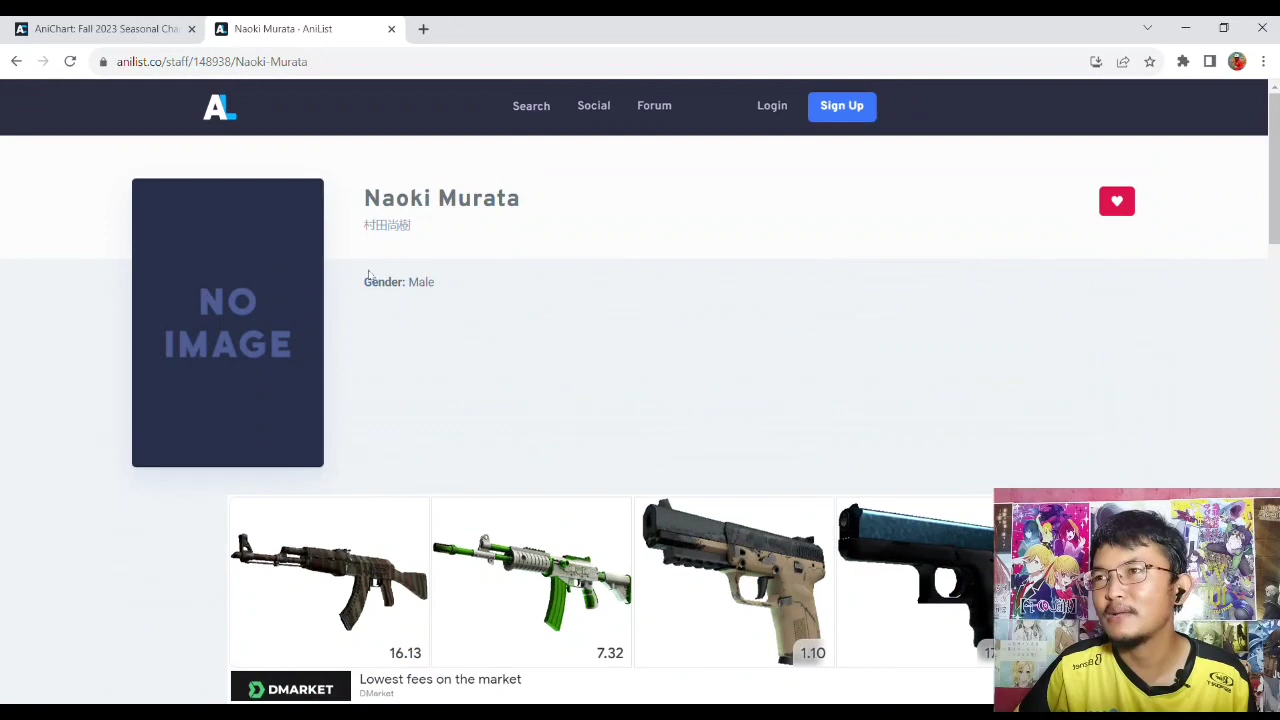 AniChart: Fall 2023 Seasonal Cha
Naoki Murata · AniList
anilist.co/staff/148938/Naoki-Murata
AL
Search
Social
Forum
Login
Sign Up
Naoki Murata
村田尚樹
Gender: Male
NO
IMAGE
16.13
7.32
1.10
17
DMARKET
Lowest fees on the market
DMarket